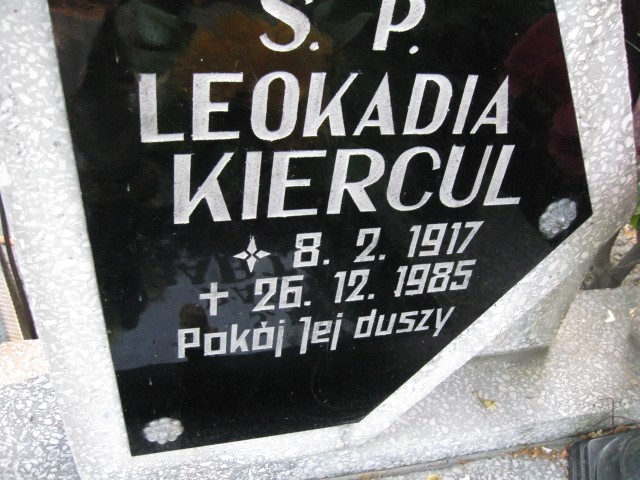 Ś. P.
LEOKADIA
KIERCUL
8. 2. 1917
26. 12. 1985
Pokój Jej duszy